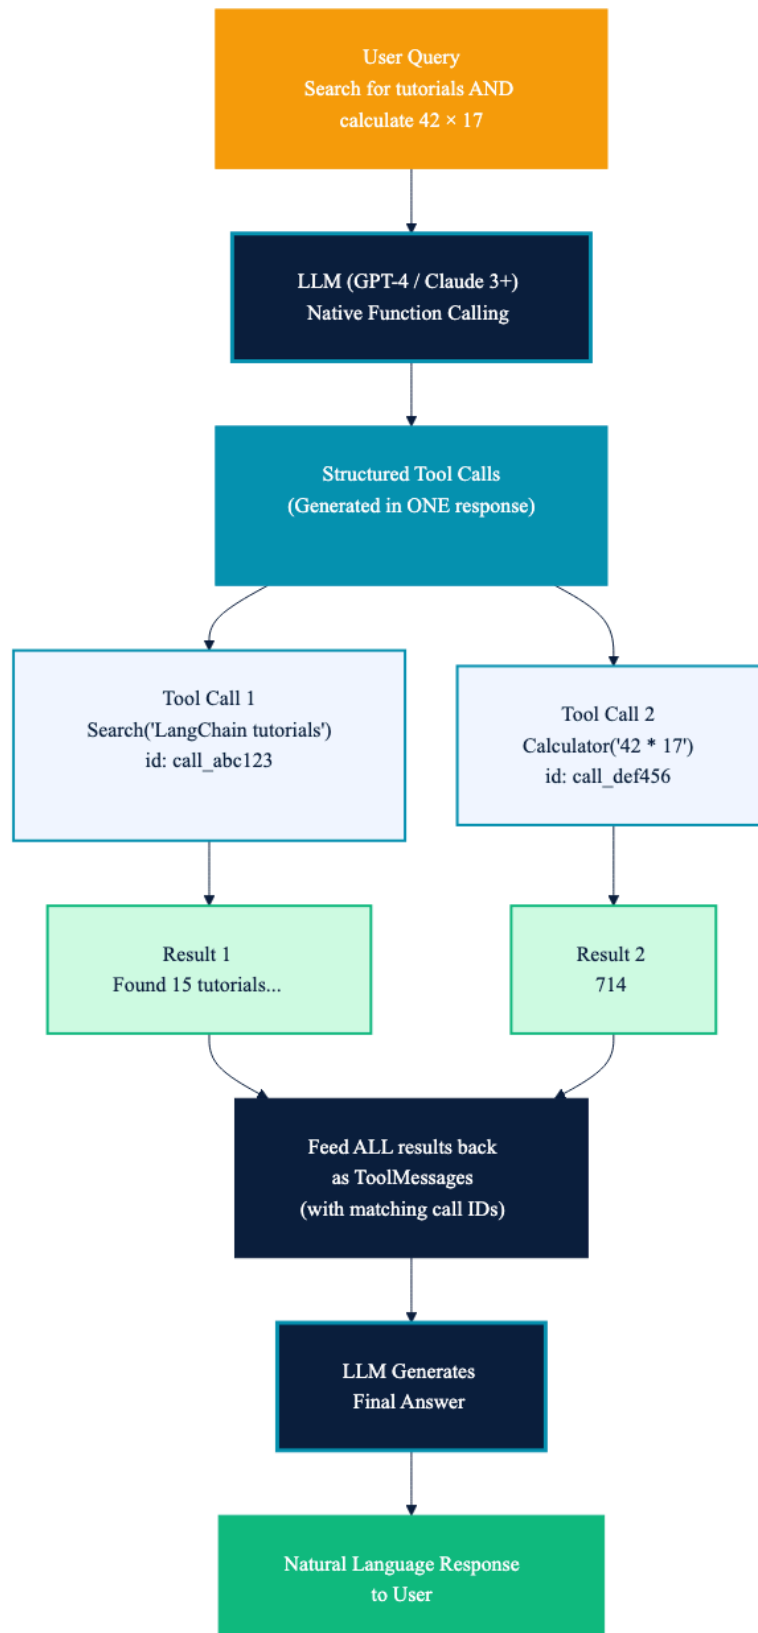 User Query
Search for tutorials AND
calculate 42 × 17
LLM (GPT-4 / Claude 3+)
Native Function Calling
Structured Tool Calls
(Generated in ONE response)
Tool Call 1
Search('LangChain tutorials')
id: call_abc123
Tool Call 2
Calculator('42 * 17')
id: call_def456
Result 1
Found 15 tutorials...
Result 2
714
Feed ALL results back
as ToolMessages
(with matching call IDs)
LLM Generates
Final Answer
Natural Language Response
to User